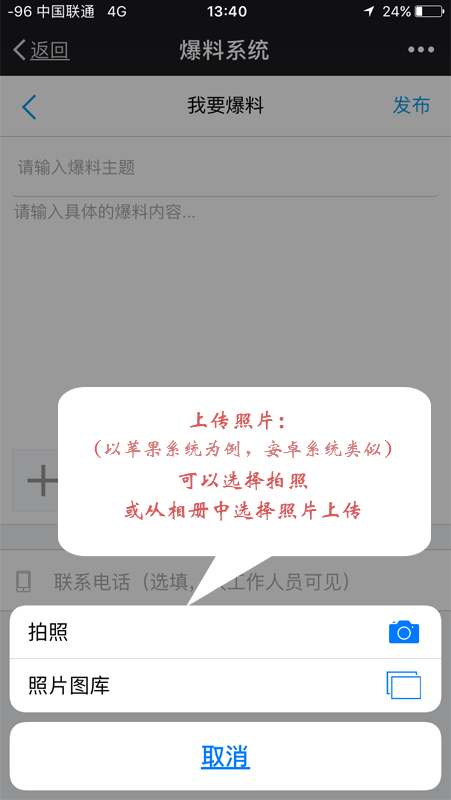 -96 中国联通 4G 13:40 24%
返回 爆料系统
我要爆料 发布
请输入爆料主题
请输入具体的爆料内容...
上传照片：
（以苹果系统为例，安卓系统类似）
可以选择拍照
或从相册中选择照片上传
联系电话（选填，工作人员可见）
拍照
照片图库
取消